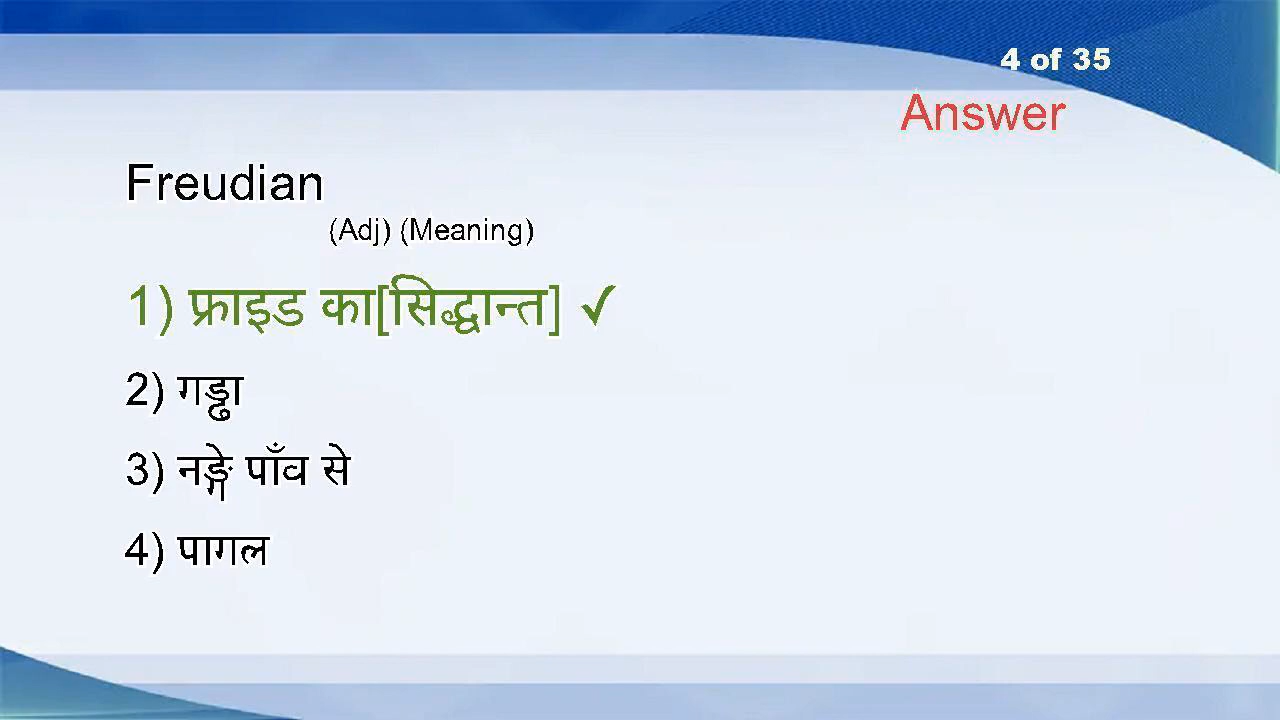 4 of 35
Answer
Freudian
(Adj) (Meaning)
1) फ्राइड का[सिद्धान्त] ✓
2) गड्ढा
3) नङ्गे पाँव से
4) पागल